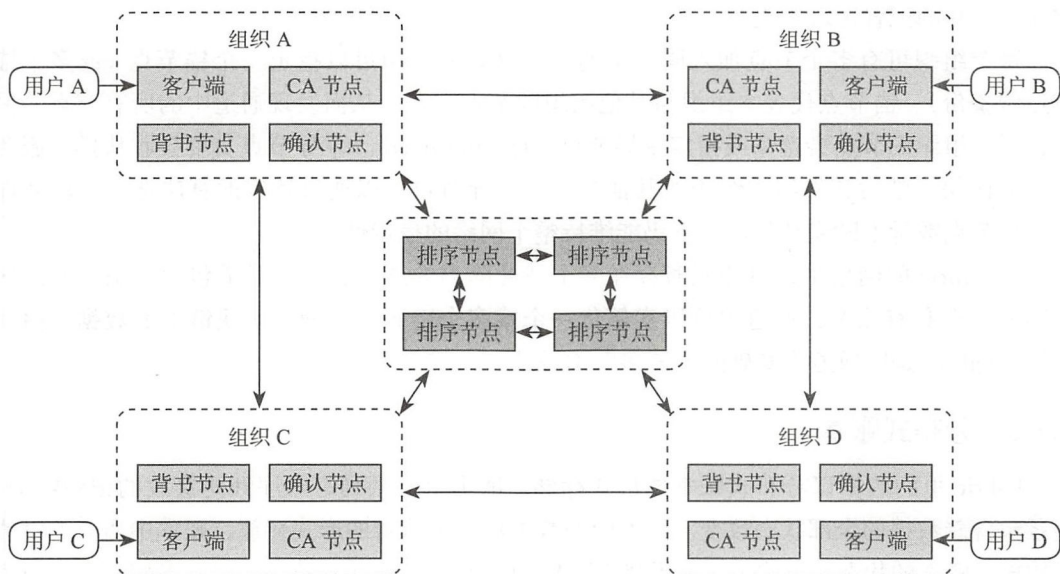 组织 A
组织 B
用户 A
客户端
CA 节点
CA 节点
客户端
用户 B
背书节点
确认节点
背书节点
确认节点
排序节点
排序节点
排序节点
排序节点
组织 C
组织 D
背书节点
确认节点
背书节点
确认节点
用户 C
客户端
CA 节点
CA 节点
客户端
用户 D